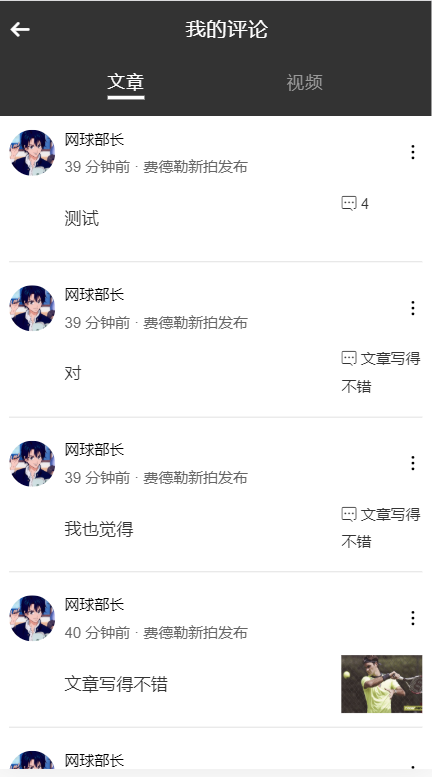 我的评论
文章
视频
网球部长
39 分钟前 · 费德勒新拍发布
测试
4
网球部长
39 分钟前 · 费德勒新拍发布
对
文章写得
不错
网球部长
39 分钟前 · 费德勒新拍发布
我也觉得
文章写得
不错
网球部长
40 分钟前 · 费德勒新拍发布
文章写得不错
网球部长